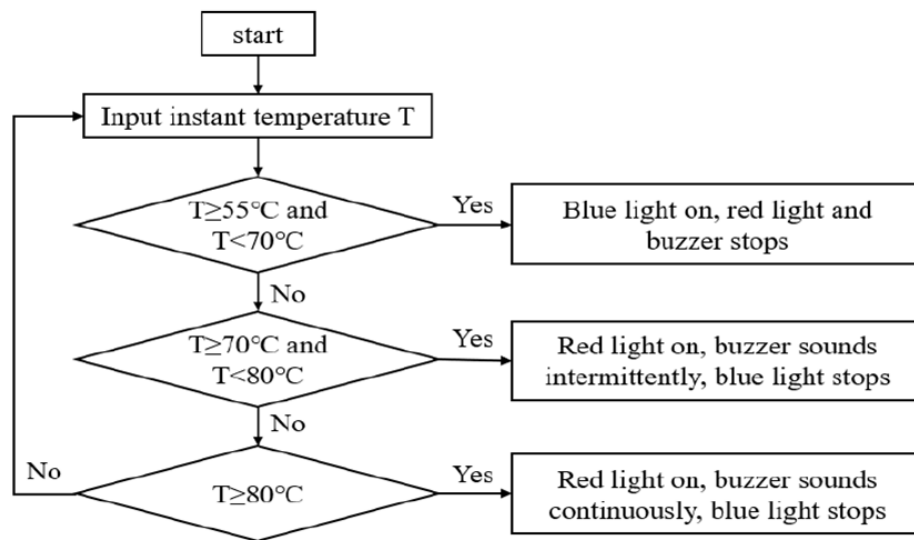 start
Input instant temperature T
T≥55℃ and
T<70℃
Yes
Blue light on, red light and
buzzer stops
No
T≥70℃ and
T<80℃
Yes
Red light on, buzzer sounds
intermittently, blue light stops
No
No
T≥80℃
Yes
Red light on, buzzer sounds
continuously, blue light stops